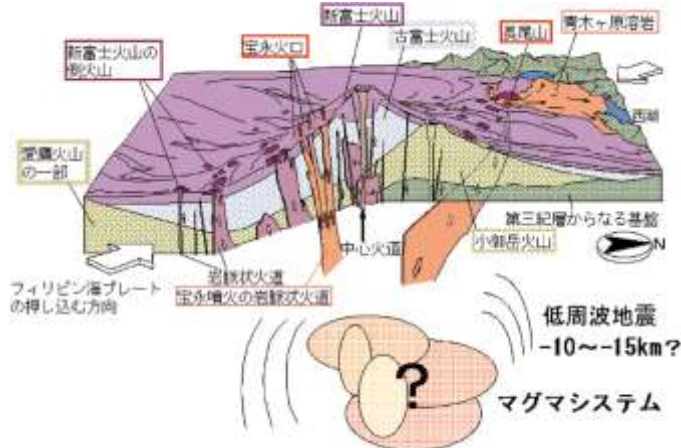 新富士火山
古富士火山
宝永火口
長尾山
青木ヶ原溶岩
新富士火山の
側火山
西湖
愛鷹火山
の一部
第三紀層からなる基盤
N
中心火道
小御岳火山
岩脈状火道
宝永噴火の岩脈状火道
フィリピン海プレート
の押し込む方向
低周波地震
-10～-15km?
?
マグマシステム